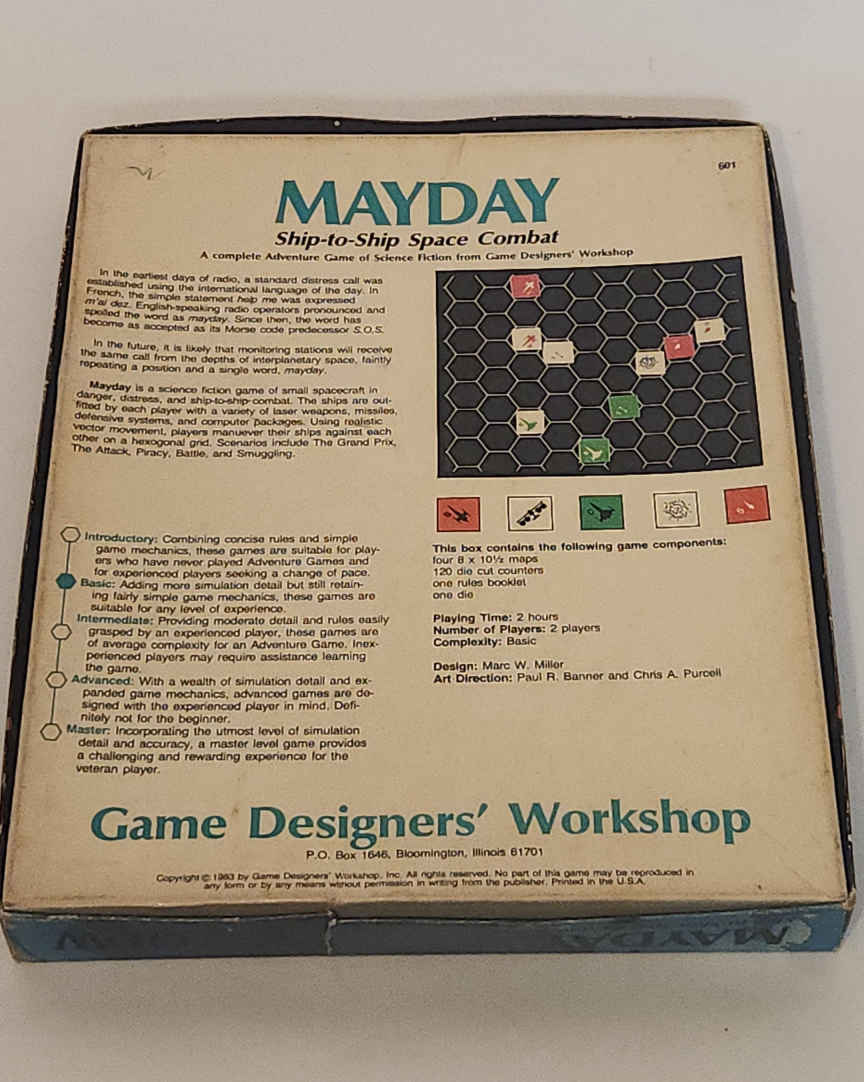 601
MAYDAY
Ship-to-Ship Space Combat
A complete Adventure Game of Science Fiction from Game Designers' Workshop
In the earliest days of radio, a standard distress call was
established using the international language of the day. In
French, the simple statement help me was expressed
m'ai dez. English-speaking radio operators pronounced and
spelled the word as mayday. Since then, the word has
become as accepted as its Morse code predecessor S.O.S.
In the future, it is likely that monitoring stations will receive
the same call from the depths of interplanetary space, faintly
repeating a position and a single word, mayday.
Mayday is a science fiction game of small spacecraft in
danger, distress, and ship-to-ship combat. The ships are out-
fitted by each player with a variety of laser weapons, missiles,
defensive systems, and computer packages. Using realistic
vector movement, players manuever their ships against each
other on a hexogonal grid. Scenarios include The Grand Prix,
The Attack, Piracy, Battle, and Smuggling.
Introductory: Combining concise rules and simple
game mechanics, these games are suitable for play-
ers who have never played Adventure Games and
for experienced players seeking a change of pace.
Basic: Adding more simulation detail but still retain-
ing fairly simple game mechanics, these games are
suitable for any level of experience.
Intermediate: Providing moderate detail and rules easily
grasped by an experienced player, these games are
of average complexity for an Adventure Game. Inex-
perienced players may require assistance learning
the game.
Advanced: With a wealth of simulation detail and ex-
panded game mechanics, advanced games are de-
signed with the experienced player in mind. Defi-
nitely not for the beginner.
Master: Incorporating the utmost level of simulation
detail and accuracy, a master level game provides
a challenging and rewarding experience for the
veteran player.
This box contains the following game components:
four 8 x 10½ maps
120 die cut counters
one rules booklet
one die
Playing Time: 2 hours
Number of Players: 2 players
Complexity: Basic
Design: Marc W. Miller
Art Direction: Paul R. Banner and Chris A. Purcell
Game Designers' Workshop
P.O. Box 1646, Bloomington, Illinois 61701
Copyright © 1983 by Game Designers' Workshop, Inc. All rights reserved. No part of this game may be reproduced in
any form or by any means without permission in writing from the publisher. Printed in the U.S.A.
MAYDAY